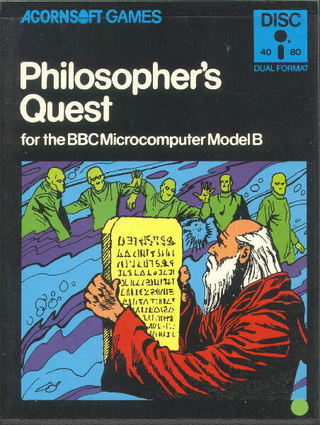 ACORNSOFT GAMES
DISC
40 80
DUAL FORMAT
Philosopher's
Quest
for the BBC Microcomputer Model B